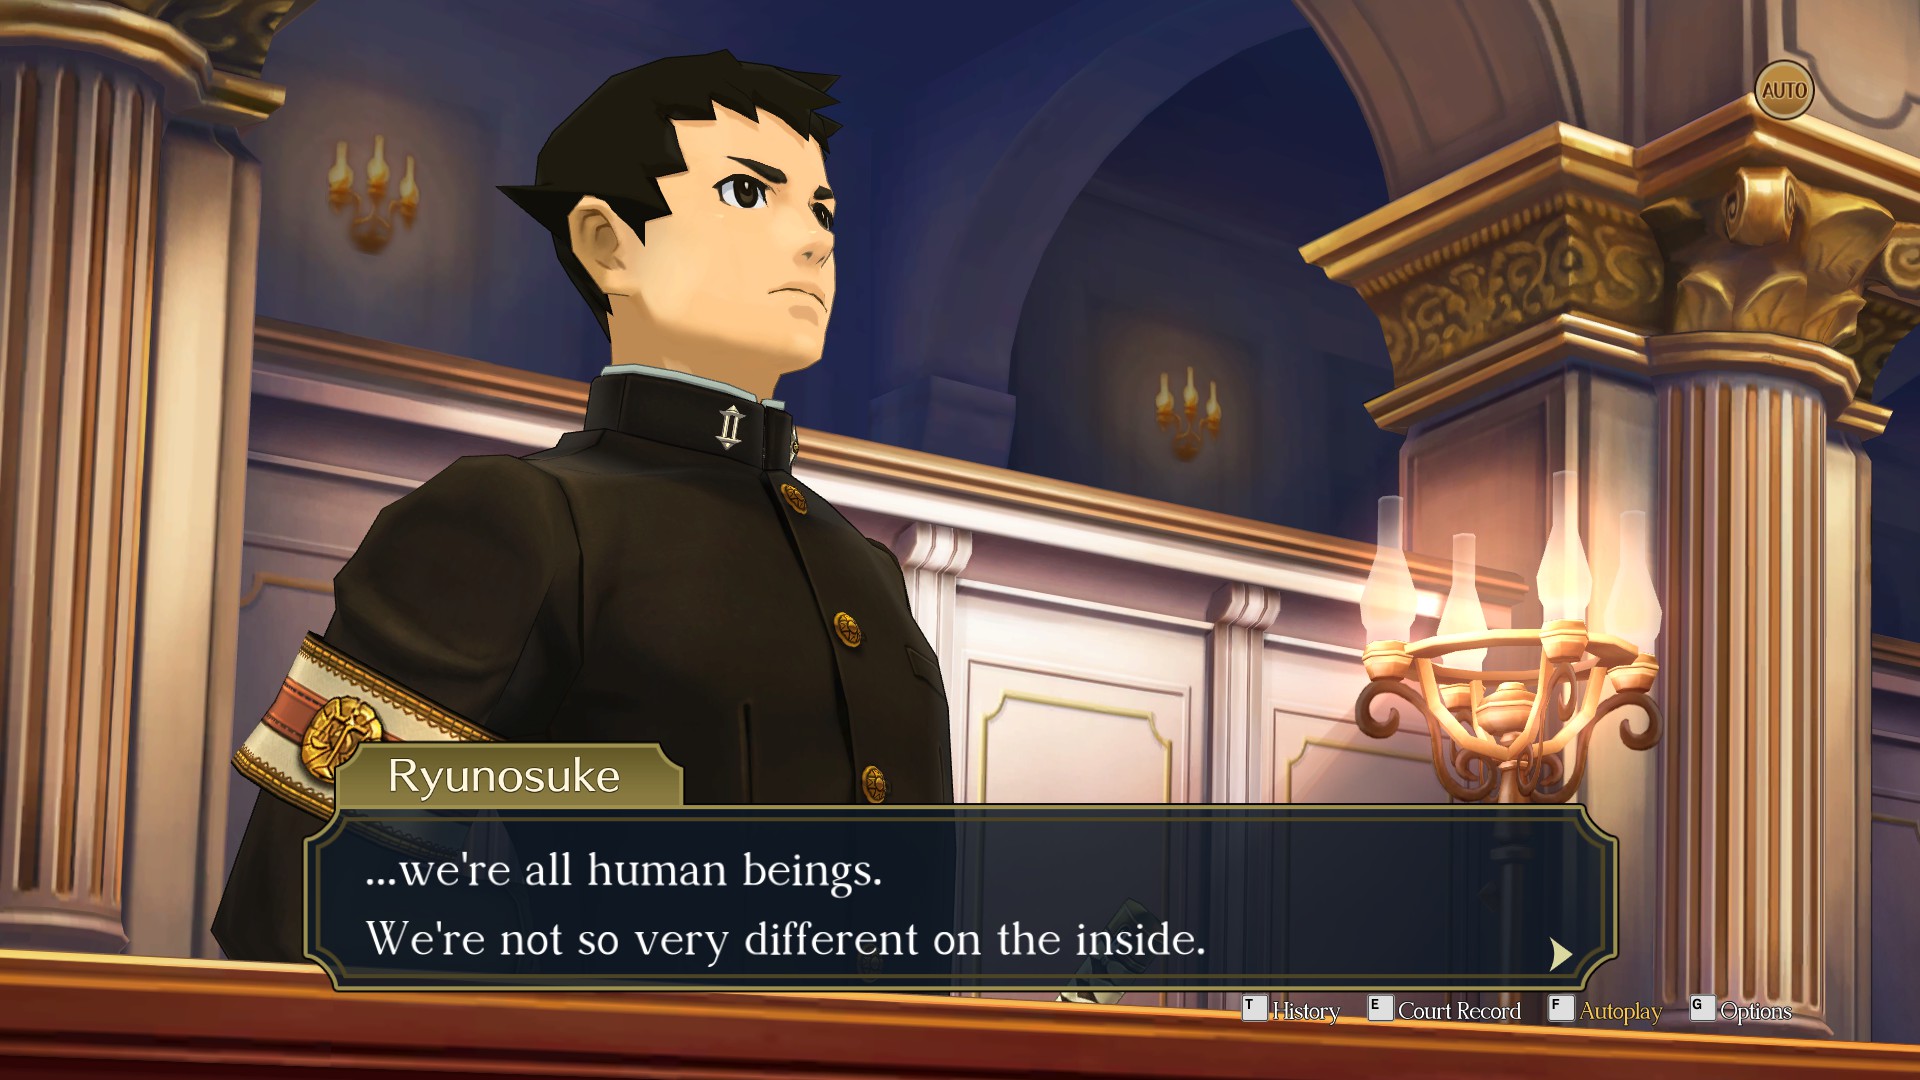 AUTO
Ryunosuke
...we're all human beings.
We're not so very different on the inside.
T History E Court Record F Autoplay G Options